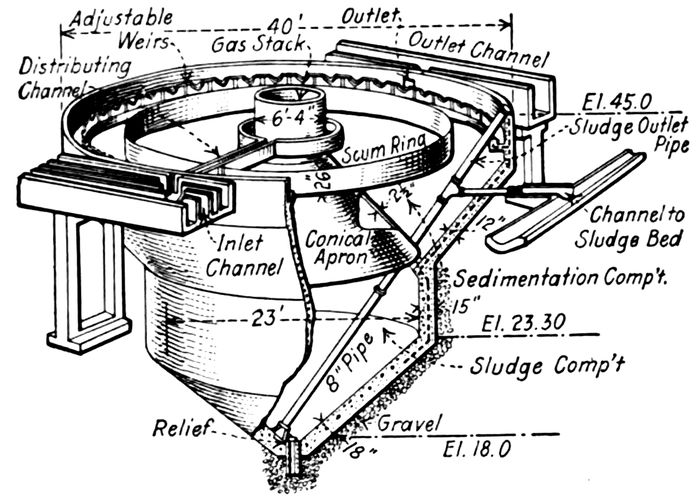 Adjustable
Weirs
40'
Gas Stack
Outlet
Outlet Channel
Distributing
Channel
6'-4"
El. 45.0
Sludge Outlet
Pipe
Scum Ring
26"
2½"
12"
Inlet
Channel
Conical
Apron
Channel to
Sludge Bed
Sedimentation Comp't.
15"
23'
El. 23.30
8" Pipe
Sludge Comp't
Relief
Gravel
18"
El. 18.0